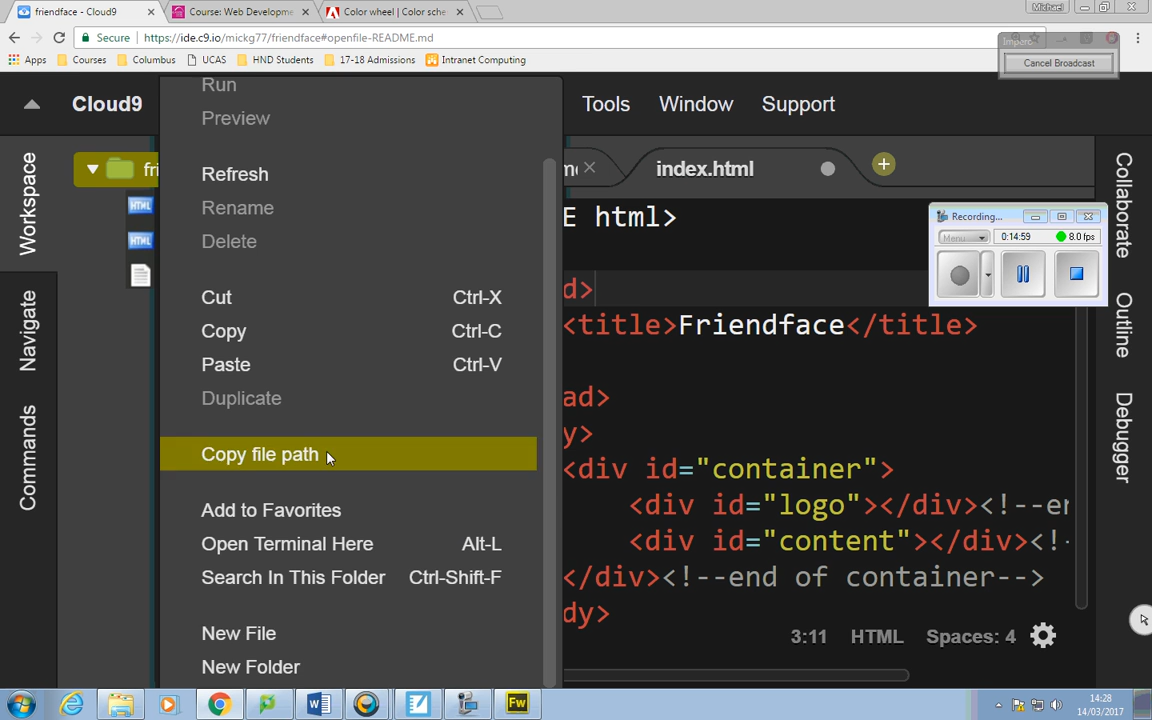 friendface - Cloud9
Course: Web Developme
Color wheel | Color sche
Michael
Secure
https://ide.c9.io/mickg77/friendface#openfile-README.md
Apps
Courses
Columbus
UCAS
HND Students
17-18 Admissions
Intranet Computing
Cancel Broadcast
Cloud9
Tools
Window
Support
Workspace
Navigate
Commands
fri
Run
Preview
Refresh
Rename
Delete
Cut Ctrl-X
Copy Ctrl-C
Paste Ctrl-V
Duplicate
Copy file path
Add to Favorites
Open Terminal Here Alt-L
Search In This Folder Ctrl-Shift-F
New File
New Folder
index.html
E html>
d>
<title>Friendface</title>
ad>
y>
<div id="container">
<div id="logo"></div><!--en
<div id="content"></div><!-
</div><!--end of container-->
dy>
3:11 HTML Spaces: 4
Collaborate
Outline
Debugger
Recording...
Menu
0:14:59
8.0 fps
Fw
14:28
14/03/2017